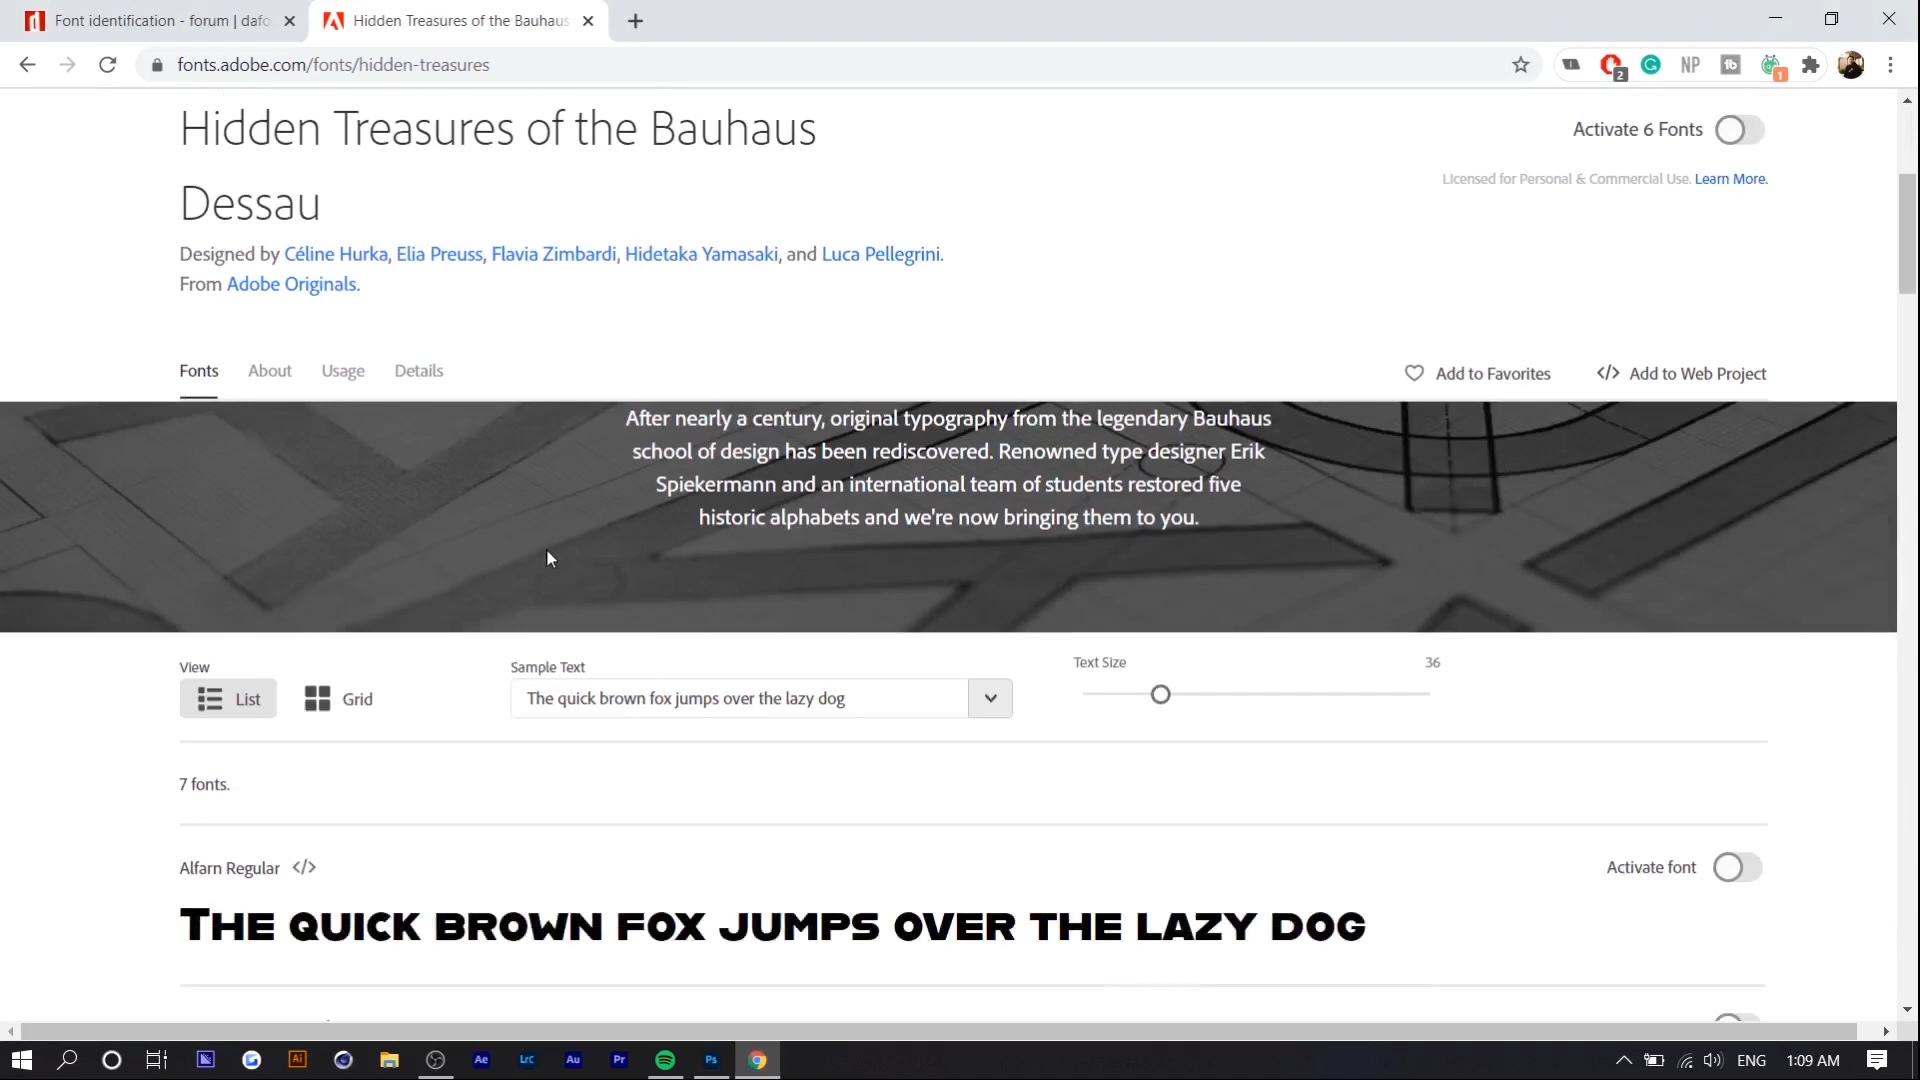 Font identification - forum | dafo
Hidden Treasures of the Bauhaus
fonts.adobe.com/fonts/hidden-treasures
2
NP
1
Hidden Treasures of the Bauhaus
Dessau
Activate 6 Fonts
Licensed for Personal & Commercial Use. Learn More.
Designed by Céline Hurka, Elia Preuss, Flavia Zimbardi, Hidetaka Yamasaki, and Luca Pellegrini.
From Adobe Originals.
Fonts About Usage Details
Add to Favorites
</> Add to Web Project
After nearly a century, original typography from the legendary Bauhaus
school of design has been rediscovered. Renowned type designer Erik
Spiekermann and an international team of students restored five
historic alphabets and we're now bringing them to you.
View
List Grid
Sample Text
The quick brown fox jumps over the lazy dog
Text Size 36
7 fonts.
Alfarn Regular </>
Activate font
The quick brown fox jumps over the lazy dog
Ai
Ae
Lrc
Au
Pr
Ps
ENG
1:09 AM